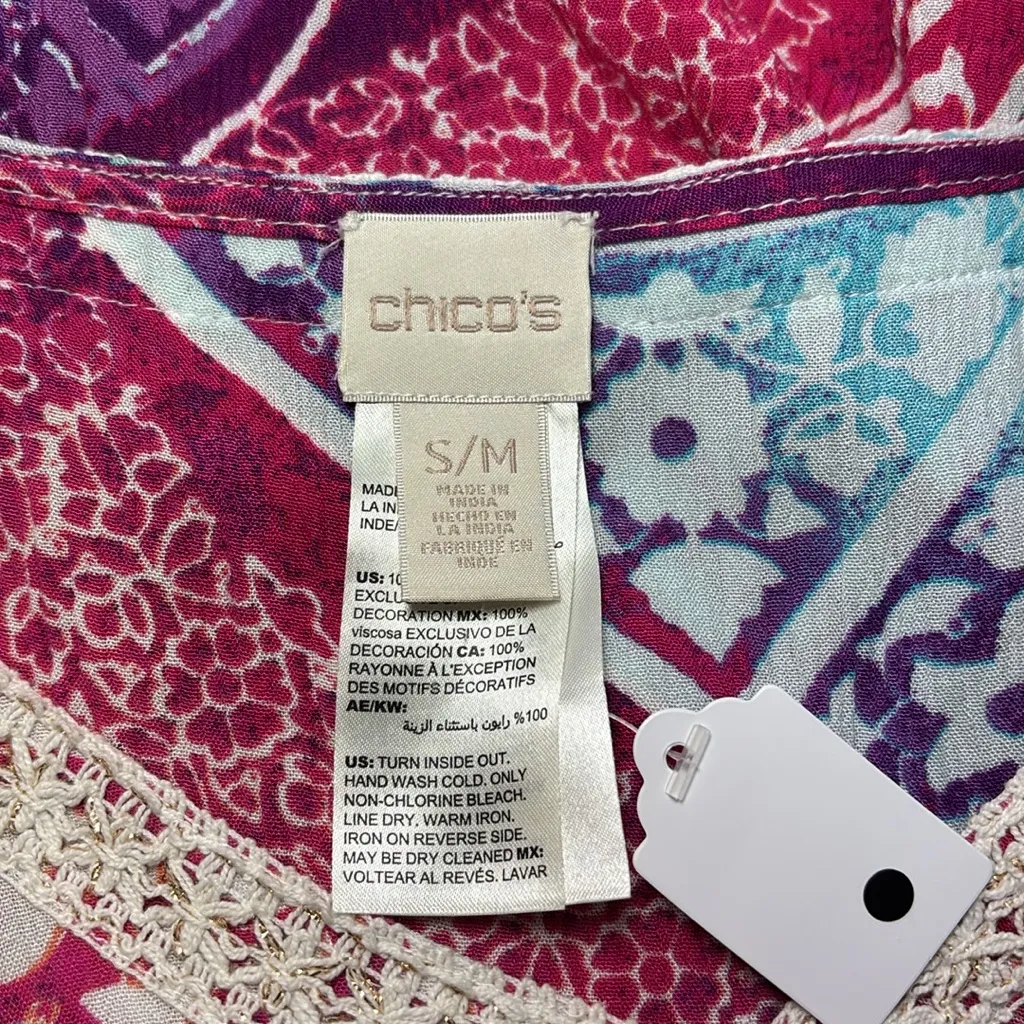 chico's
S/M
MADE IN
INDIA
HECHO EN
LA INDIA
FABRIQUÉ EN
INDE
MADE
LA IN
INDE/
US: 10
EXCLU
DECORATION MX: 100%
viscosa EXCLUSIVO DE LA
DECORACIÓN CA: 100%
RAYONNE À L'EXCEPTION
DES MOTIFS DÉCORATIFS
AE/KW:
100% رايون باستثناء الزينة
US: TURN INSIDE OUT.
HAND WASH COLD. ONLY
NON-CHLORINE BLEACH.
LINE DRY. WARM IRON.
IRON ON REVERSE SIDE.
MAY BE DRY CLEANED MX:
VOLTEAR AL REVÉS. LAVAR